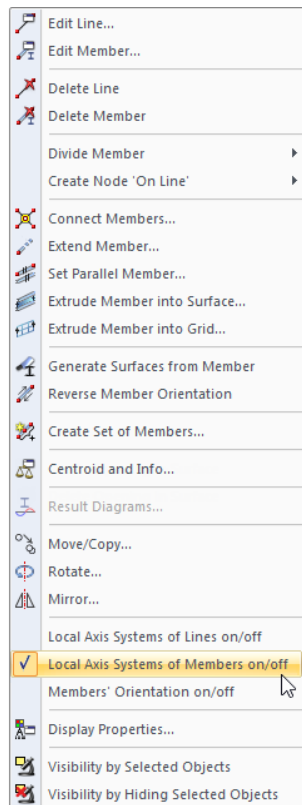 Edit Line...
Edit Member...
Delete Line
Delete Member
Divide Member
Create Node 'On Line'
Connect Members...
Extend Member...
Set Parallel Member...
Extrude Member into Surface...
Extrude Member into Grid...
Generate Surfaces from Member
Reverse Member Orientation
Create Set of Members...
Centroid and Info...
Result Diagrams...
Move/Copy...
Rotate...
Mirror...
Local Axis Systems of Lines on/off
Local Axis Systems of Members on/off
Members' Orientation on/off
Display Properties...
Visibility by Selected Objects
Visibility by Hiding Selected Objects